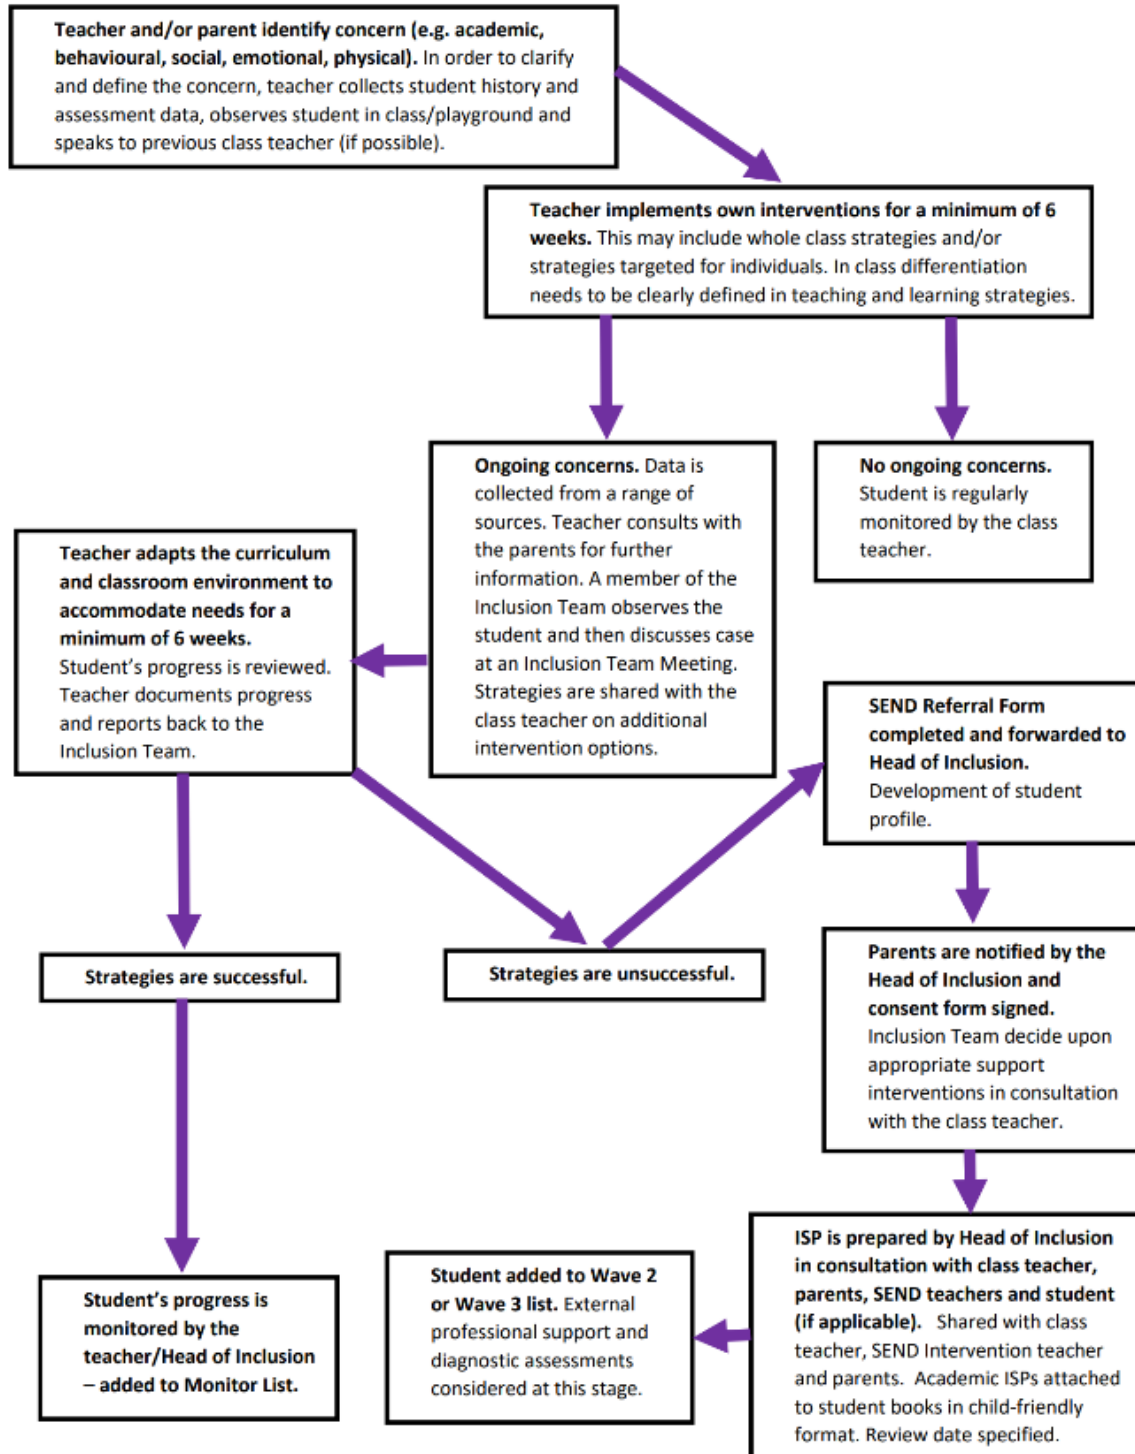 Teacher and/or parent identify concern (e.g. academic,
behavioural, social, emotional, physical). In order to clarify
and define the concern, teacher collects student history and
assessment data, observes student in class/playground and
speaks to previous class teacher (if possible).
Teacher implements own interventions for a minimum of 6
weeks. This may include whole class strategies and/or
strategies targeted for individuals. In class differentiation
needs to be clearly defined in teaching and learning strategies.
Ongoing concerns. Data is
collected from a range of
sources. Teacher consults with
the parents for further
information. A member of the
Inclusion Team observes the
student and then discusses case
at an Inclusion Team Meeting.
Strategies are shared with the
class teacher on additional
intervention options.
No ongoing concerns.
Student is regularly
monitored by the class
teacher.
Teacher adapts the curriculum
and classroom environment to
accommodate needs for a
minimum of 6 weeks.
Student’s progress is reviewed.
Teacher documents progress
and reports back to the
Inclusion Team.
Strategies are successful.
Strategies are unsuccessful.
SEND Referral Form
completed and forwarded to
Head of Inclusion.
Development of student
profile.
Parents are notified by the
Head of Inclusion and
consent form signed.
Inclusion Team decide upon
appropriate support
interventions in consultation
with the class teacher.
ISP is prepared by Head of Inclusion
in consultation with class teacher,
parents, SEND teachers and student
(if applicable). Shared with class
teacher, SEND Intervention teacher
and parents. Academic ISPs attached
to student books in child-friendly
format. Review date specified.
Student added to Wave 2
or Wave 3 list. External
professional support and
diagnostic assessments
considered at this stage.
Student’s progress is
monitored by the
teacher/Head of Inclusion
– added to Monitor List.